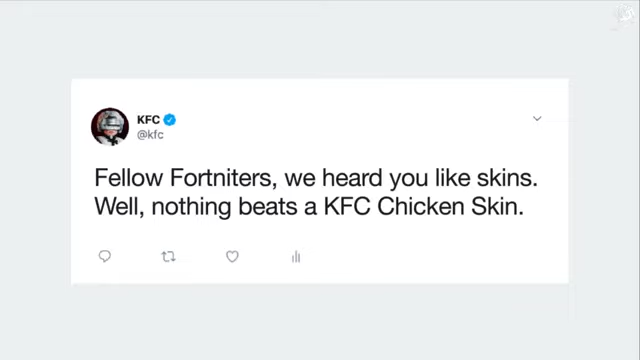 KFC
@kfc
Fellow Fortniters, we heard you like skins.
Well, nothing beats a KFC Chicken Skin.